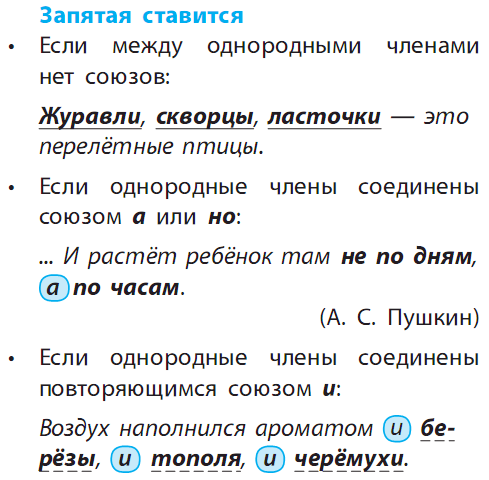 Запятая ставится
• Если между однородными членами
нет союзов:
Журавли, скворцы, ласточки — это
перелётные птицы.
• Если однородные члены соединены
союзом а или но:
... И растёт ребёнок там не по дням,
а по часам.
(А. С. Пушкин)
• Если однородные члены соединены
повторяющимся союзом и:
Воздух наполнился ароматом и бе-
рёзы, и тополя, и черёмухи.